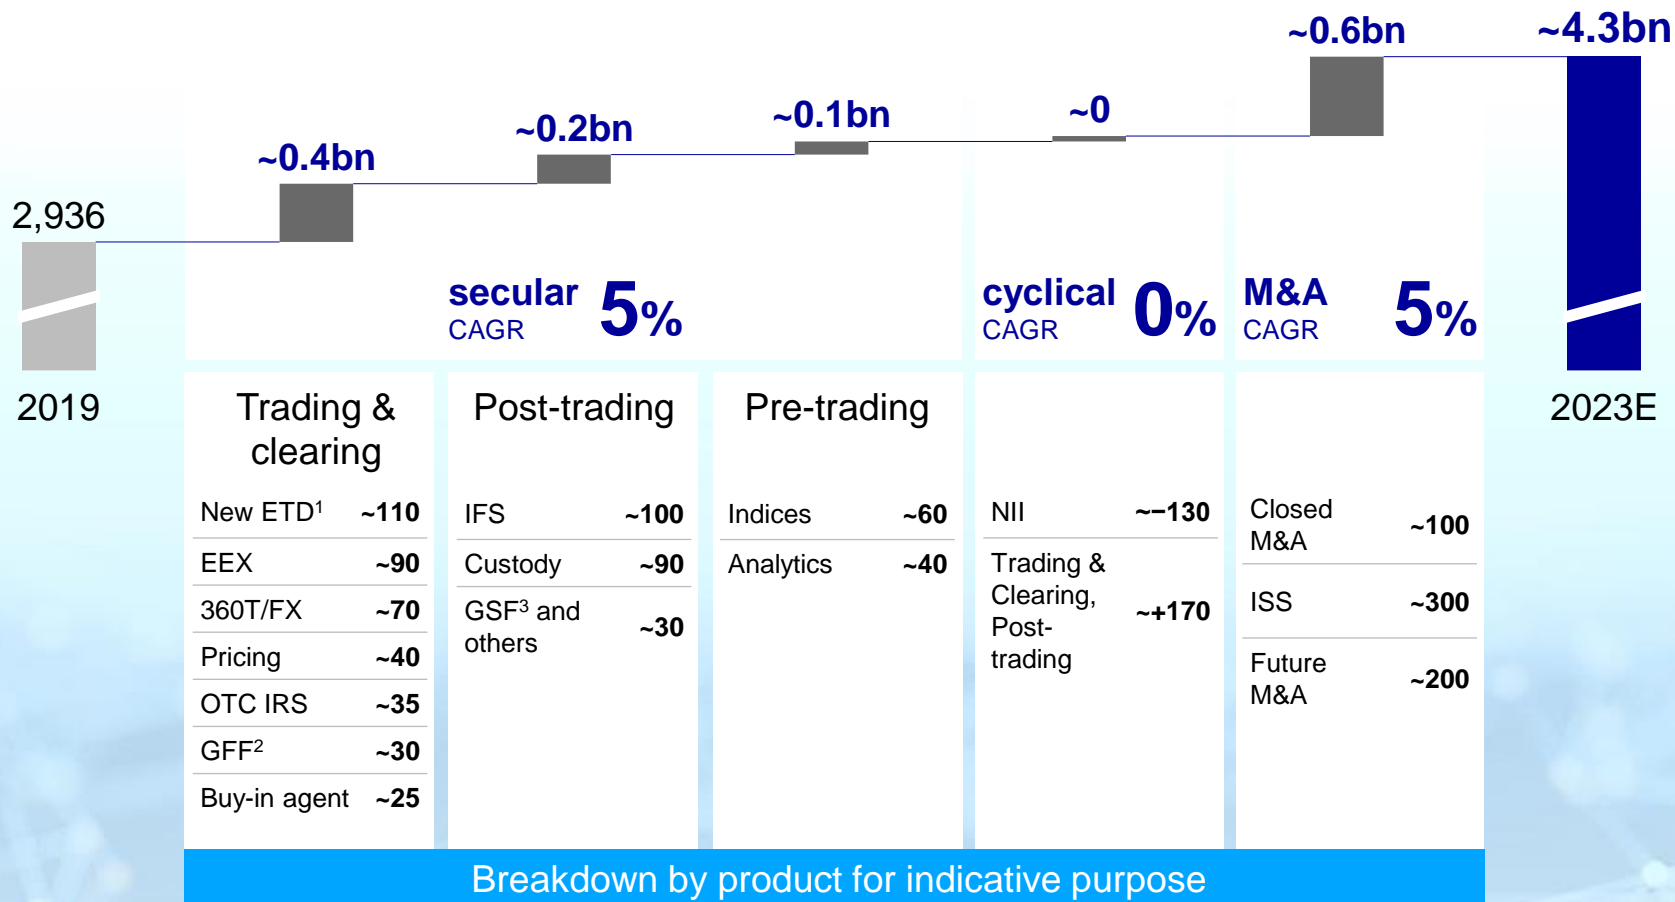 ~0.6bn
~4.3bn
~0.1bn
~0
~0.2bn
~0.4bn
2,936
secular
CAGR
5%
cyclical
CAGR
0%
M&A
CAGR
5%
2019
2023E
Trading &
clearing
New ETD¹ ~110
EEX ~90
360T/FX ~70
Pricing ~40
OTC IRS ~35
GFF² ~30
Buy-in agent ~25
Post-trading
IFS ~100
Custody ~90
GSF³ and
others
~30
Pre-trading
Indices ~60
Analytics ~40
NII ~−130
Trading &
Clearing,
Post-
trading
~+170
Closed
M&A
~100
ISS ~300
Future
M&A
~200
Breakdown by product for indicative purpose